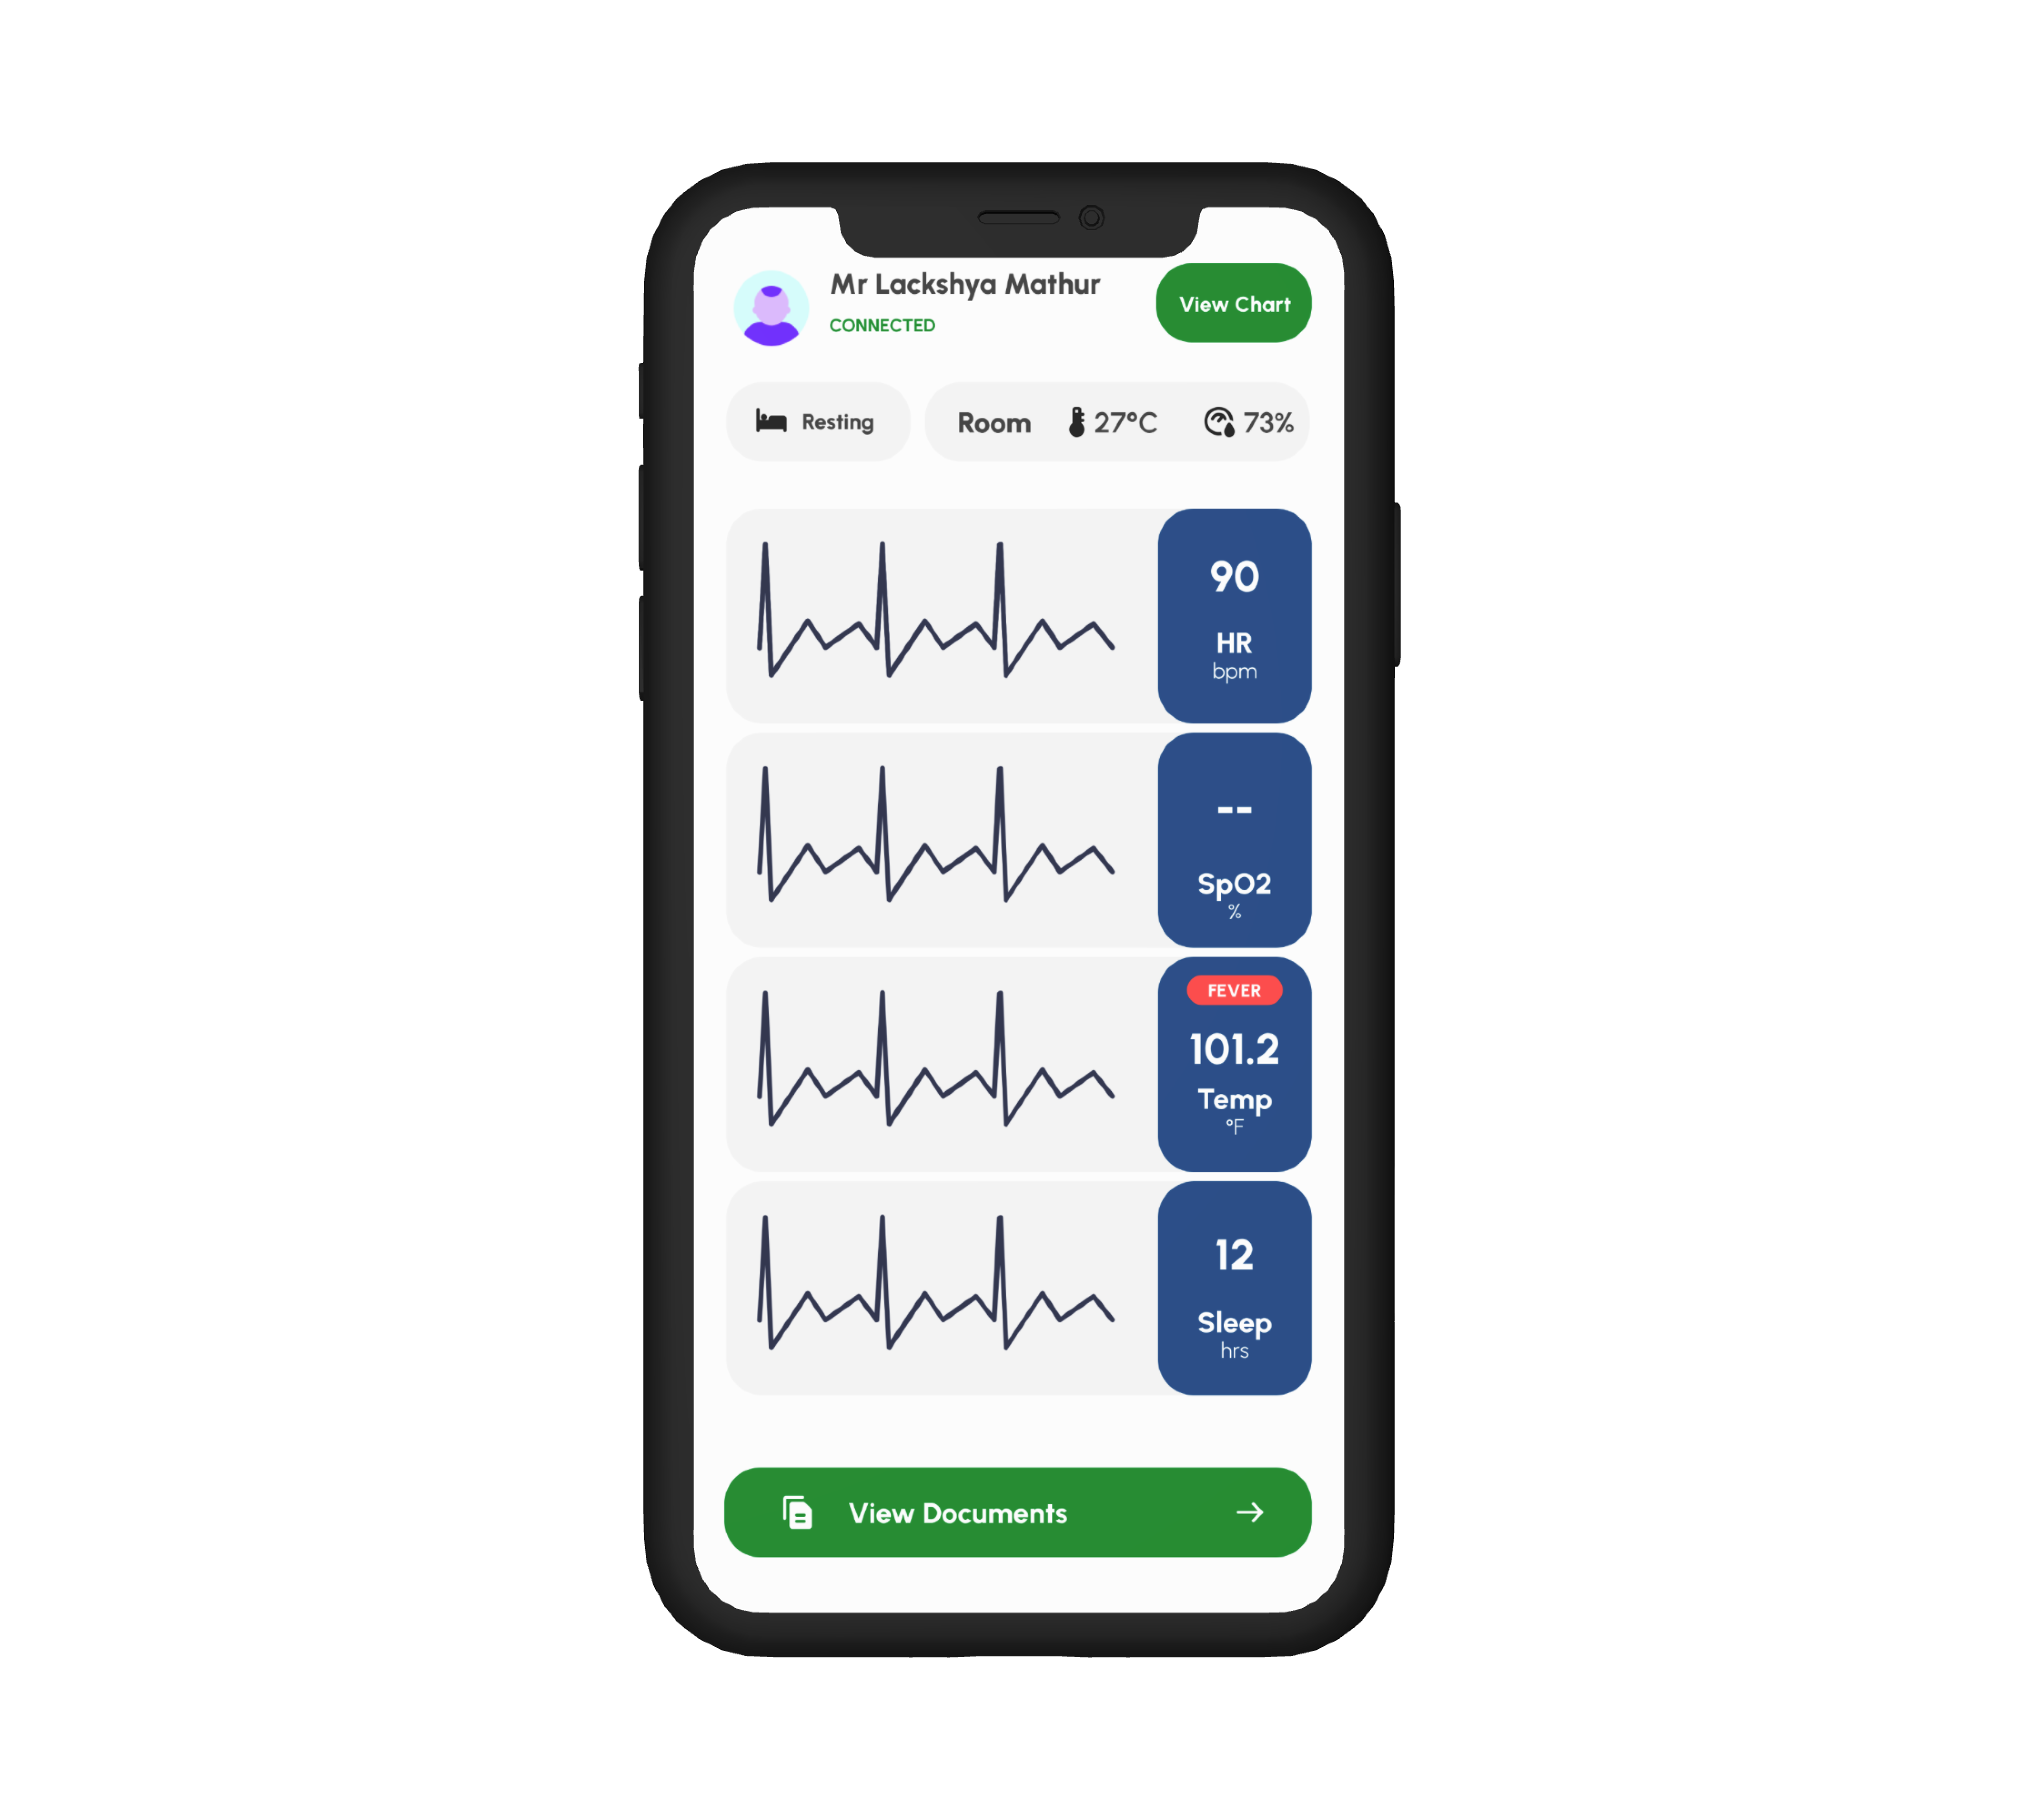 Mr Lackshya Mathur
CONNECTED
View Chart
Resting
Room 27°C 73%
90
HR
bpm
--
SpO2
%
FEVER
101.2
Temp
°F
12
Sleep
hrs
View Documents